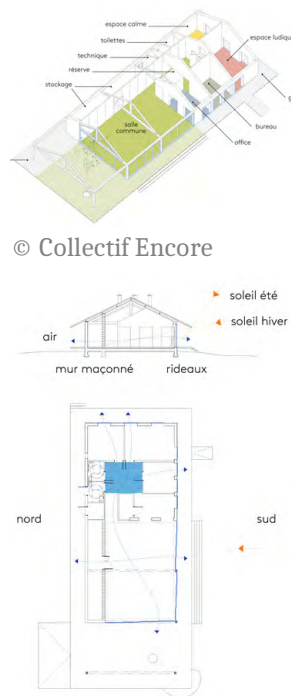 espace calme
toilettes
espace ludique
technique
réserve
stockage
salle
commune
bureau
office
© Collectif Encore
soleil été
soleil hiver
air
mur maçonné
rideaux
nord
sud